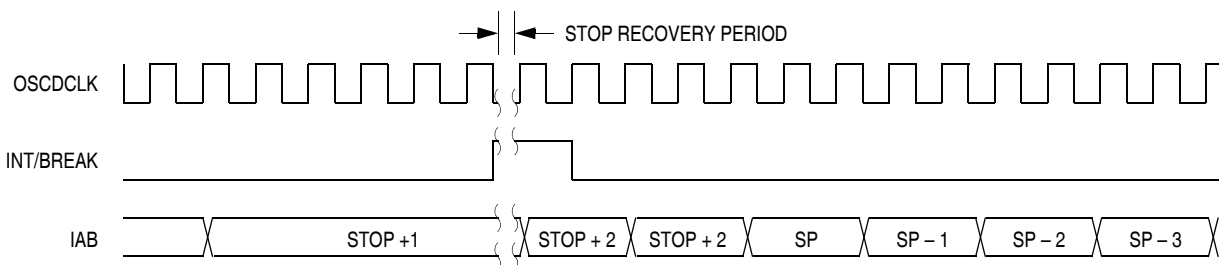 STOP RECOVERY PERIOD
OSCDCLK
INT/BREAK
IAB STOP +1 STOP + 2 STOP + 2 SP SP – 1 SP – 2 SP – 3